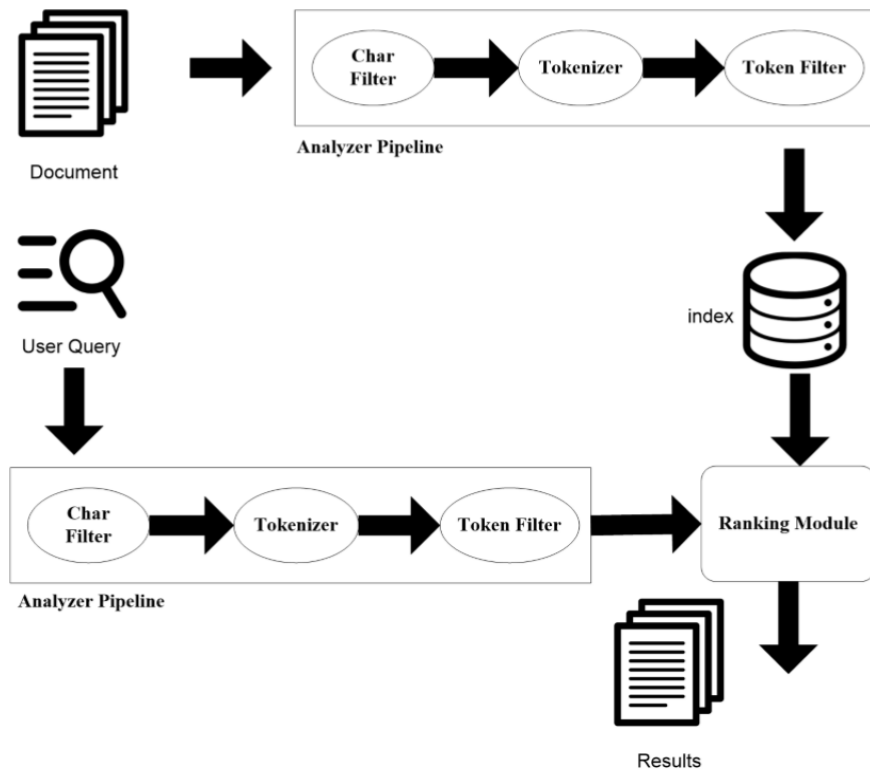 Char
Filter
Tokenizer
Token Filter
Analyzer Pipeline
Document
index
User Query
Char
Filter
Tokenizer
Token Filter
Ranking Module
Analyzer Pipeline
Results